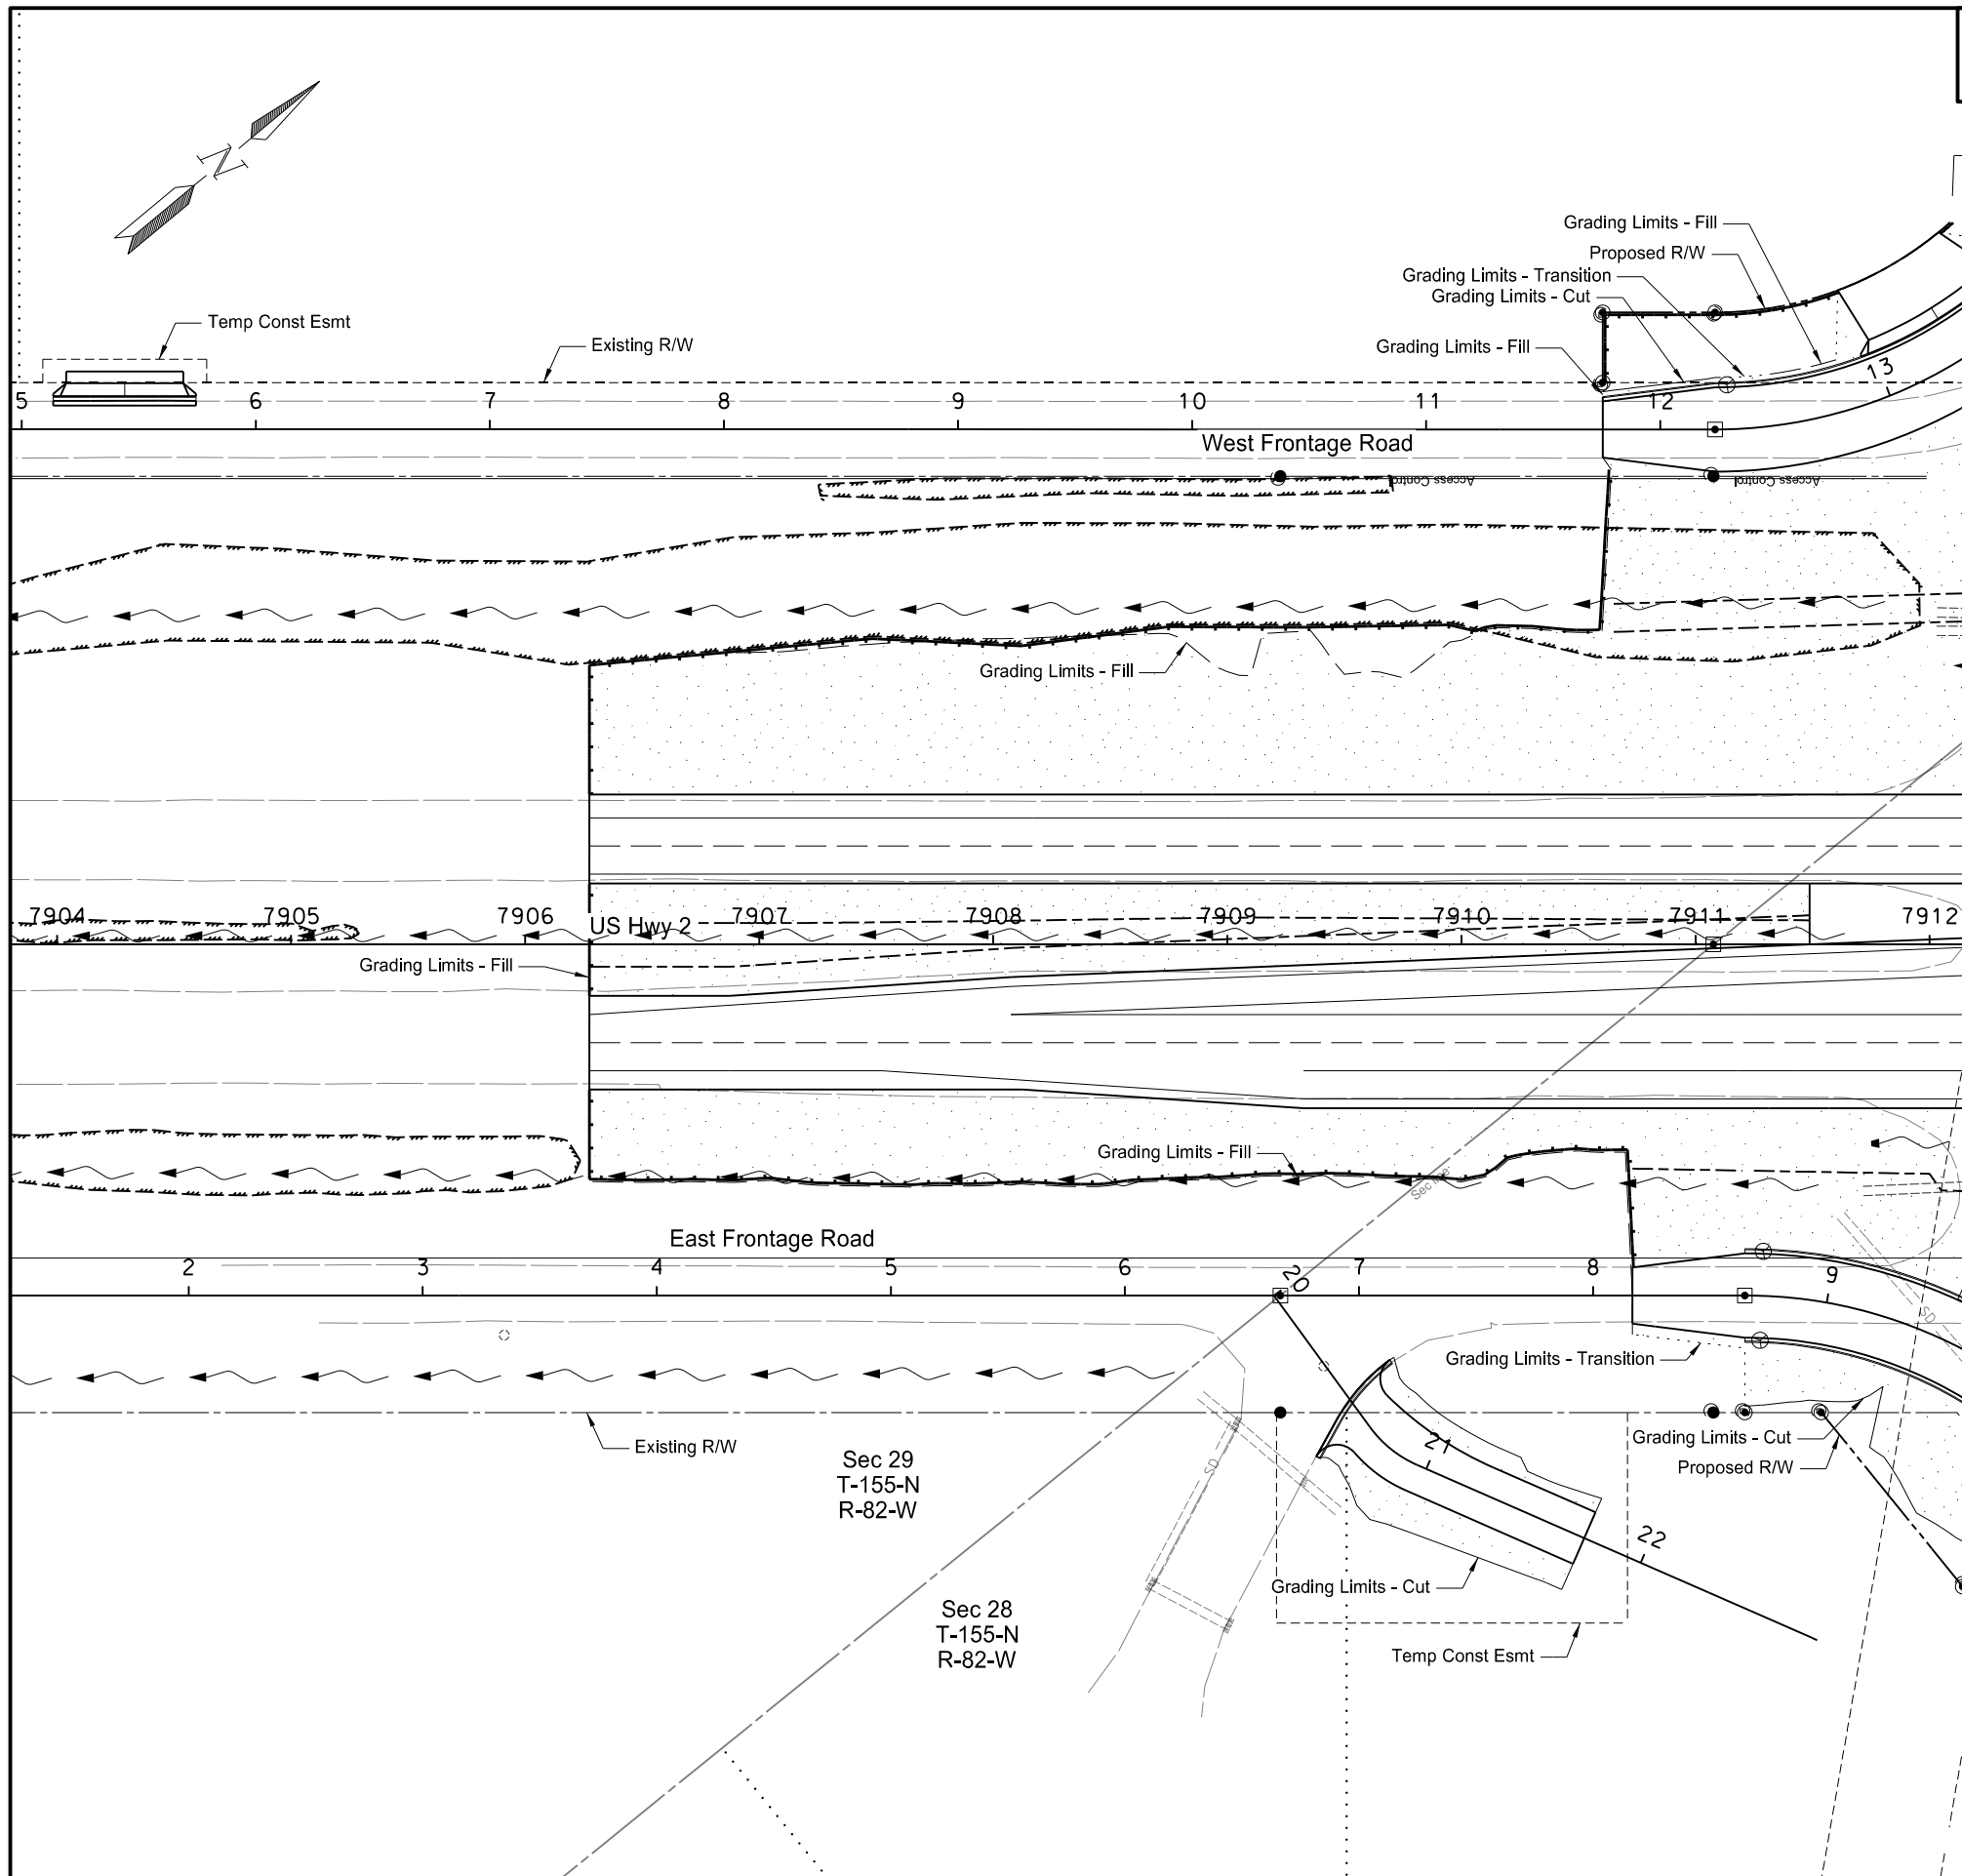 N
Grading Limits - Fill
Proposed R/W
Grading Limits - Transition
Grading Limits - Cut
Temp Const Esmt
Existing R/W
Grading Limits - Fill
13
5 6 7 8 9 10 11 12
West Frontage Road
Access Control Access Control
Grading Limits - Fill
7904 7905 7906 7907 7908 7909 7910 7911 7912
US Hwy 2
Grading Limits - Fill
Grading Limits - Fill
Sec line
East Frontage Road
2 3 4 5 6 7 8 9
20
SD
Grading Limits - Transition
Existing R/W
21
Grading Limits - Cut
Proposed R/W
Sec 29
T-155-N
R-82-W
SD
22
Grading Limits - Cut
Sec 28
T-155-N
R-82-W
Temp Const Esmt